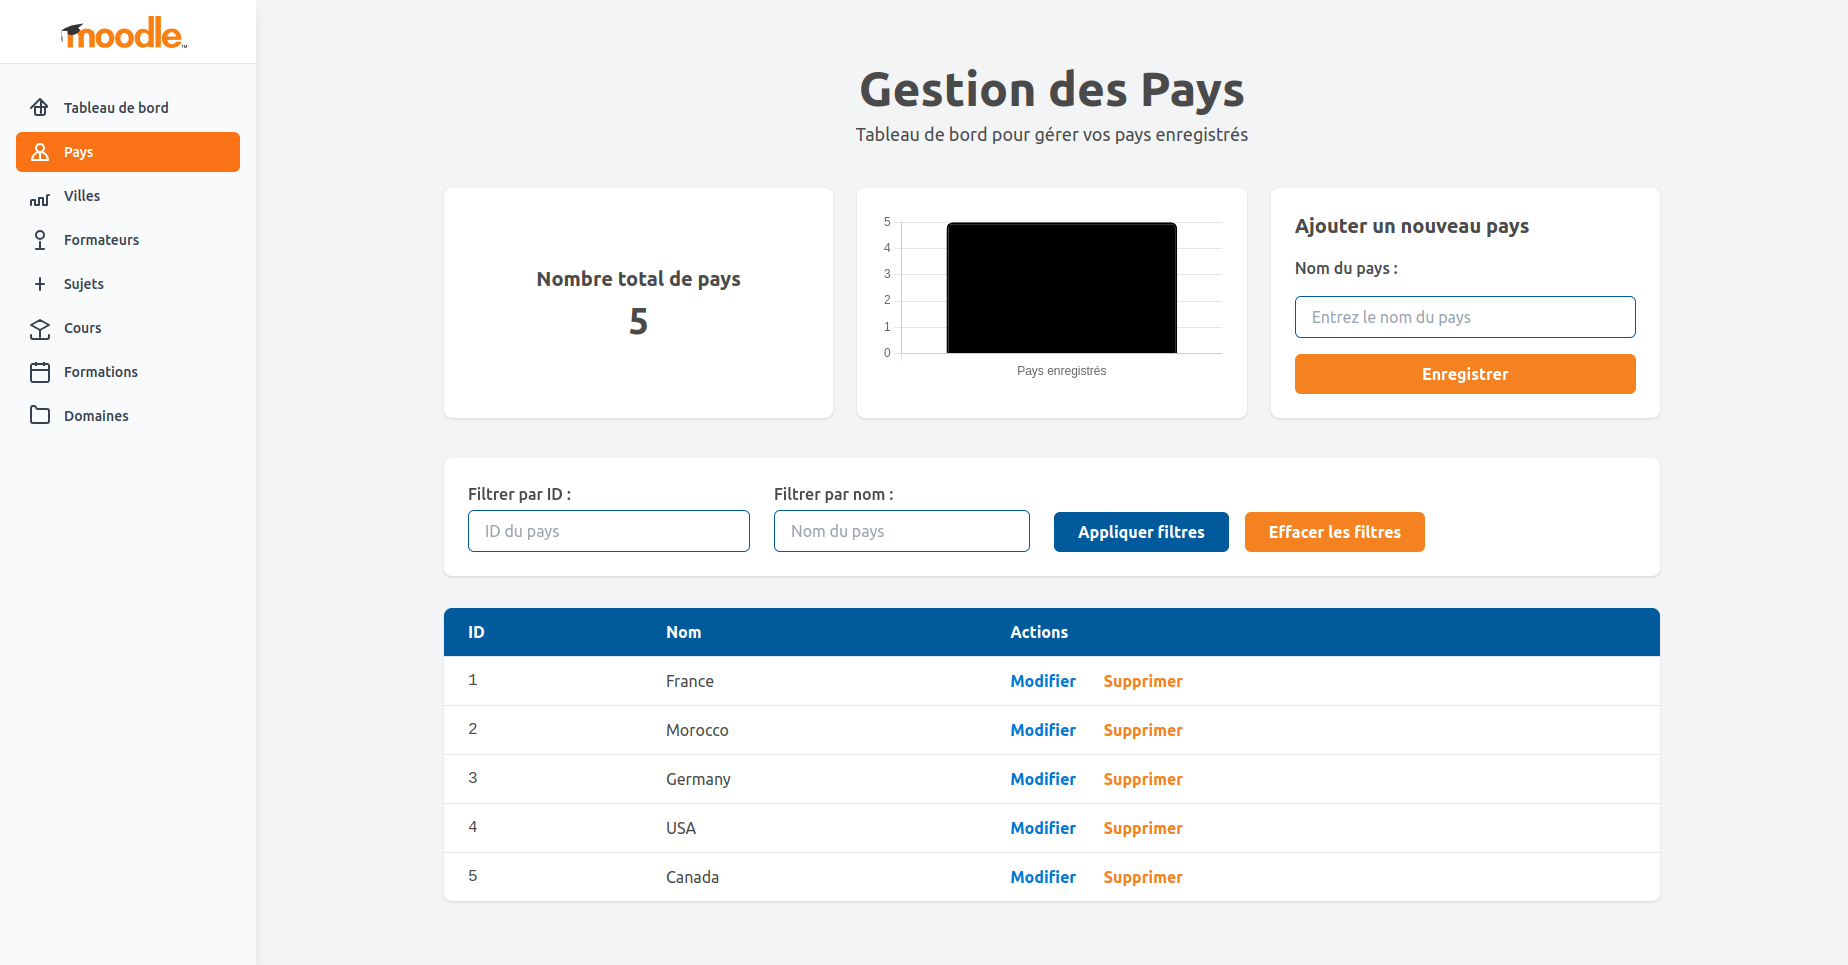 moodle™
Tableau de bord
Pays
Villes
Formateurs
Sujets
Cours
Formations
Domaines
Gestion des Pays
Tableau de bord pour gérer vos pays enregistrés
Nombre total de pays
5
5
4
3
2
1
0
Pays enregistrés
Ajouter un nouveau pays
Nom du pays :
Entrez le nom du pays
Enregistrer
Filtrer par ID :
ID du pays
Filtrer par nom :
Nom du pays
Appliquer filtres
Effacer les filtres
ID Nom Actions
1 France Modifier Supprimer
2 Morocco Modifier Supprimer
3 Germany Modifier Supprimer
4 USA Modifier Supprimer
5 Canada Modifier Supprimer